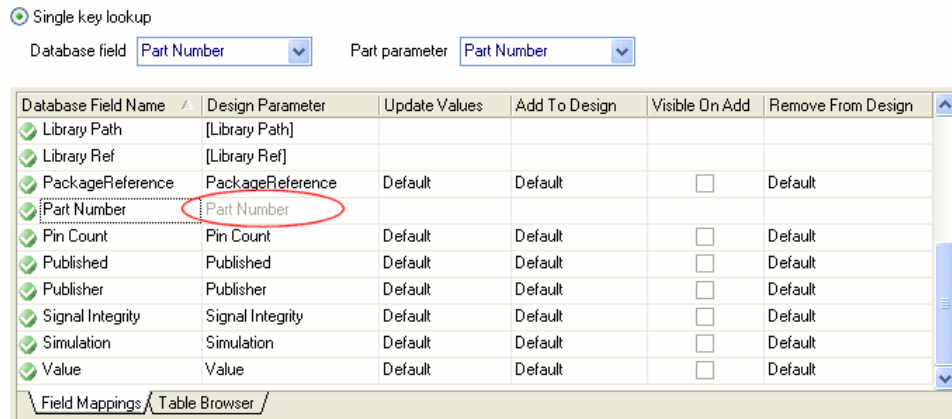 Single key lookup
Database field Part Number Part parameter Part Number
Database Field Name Design Parameter Update Values Add To Design Visible On Add Remove From Design
Library Path [Library Path]
Library Ref [Library Ref]
PackageReference PackageReference Default Default Default
Part Number Part Number
Pin Count Pin Count Default Default Default
Published Published Default Default Default
Publisher Publisher Default Default Default
Signal Integrity Signal Integrity Default Default Default
Simulation Simulation Default Default Default
Value Value Default Default Default
Field Mappings Table Browser